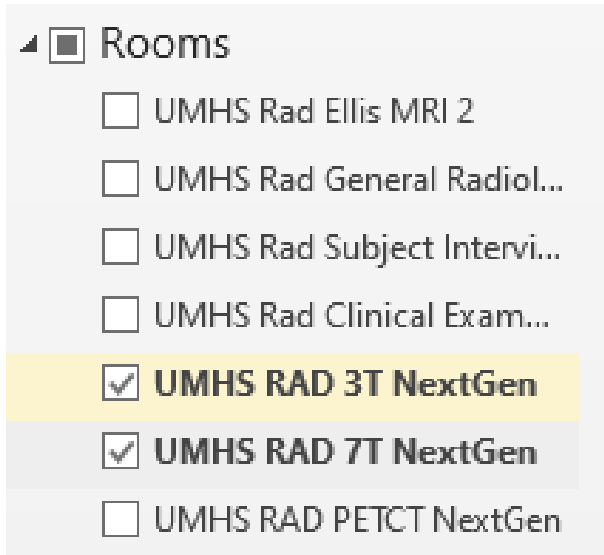 Rooms
UMHS Rad Ellis MRI 2
UMHS Rad General Radiol...
UMHS Rad Subject Intervi...
UMHS Rad Clinical Exam...
UMHS RAD 3T NextGen
UMHS RAD 7T NextGen
UMHS RAD PETCT NextGen